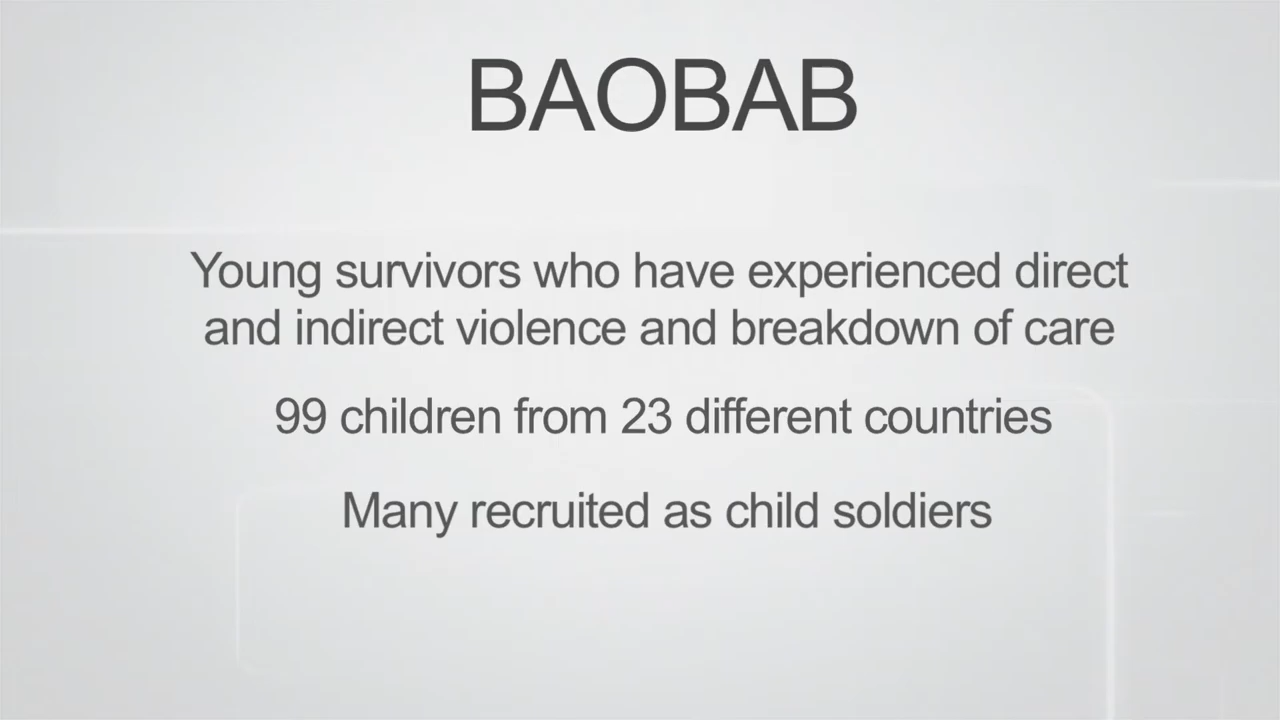 BAOBAB
Young survivors who have experienced direct
and indirect violence and breakdown of care
99 children from 23 different countries
Many recruited as child soldiers